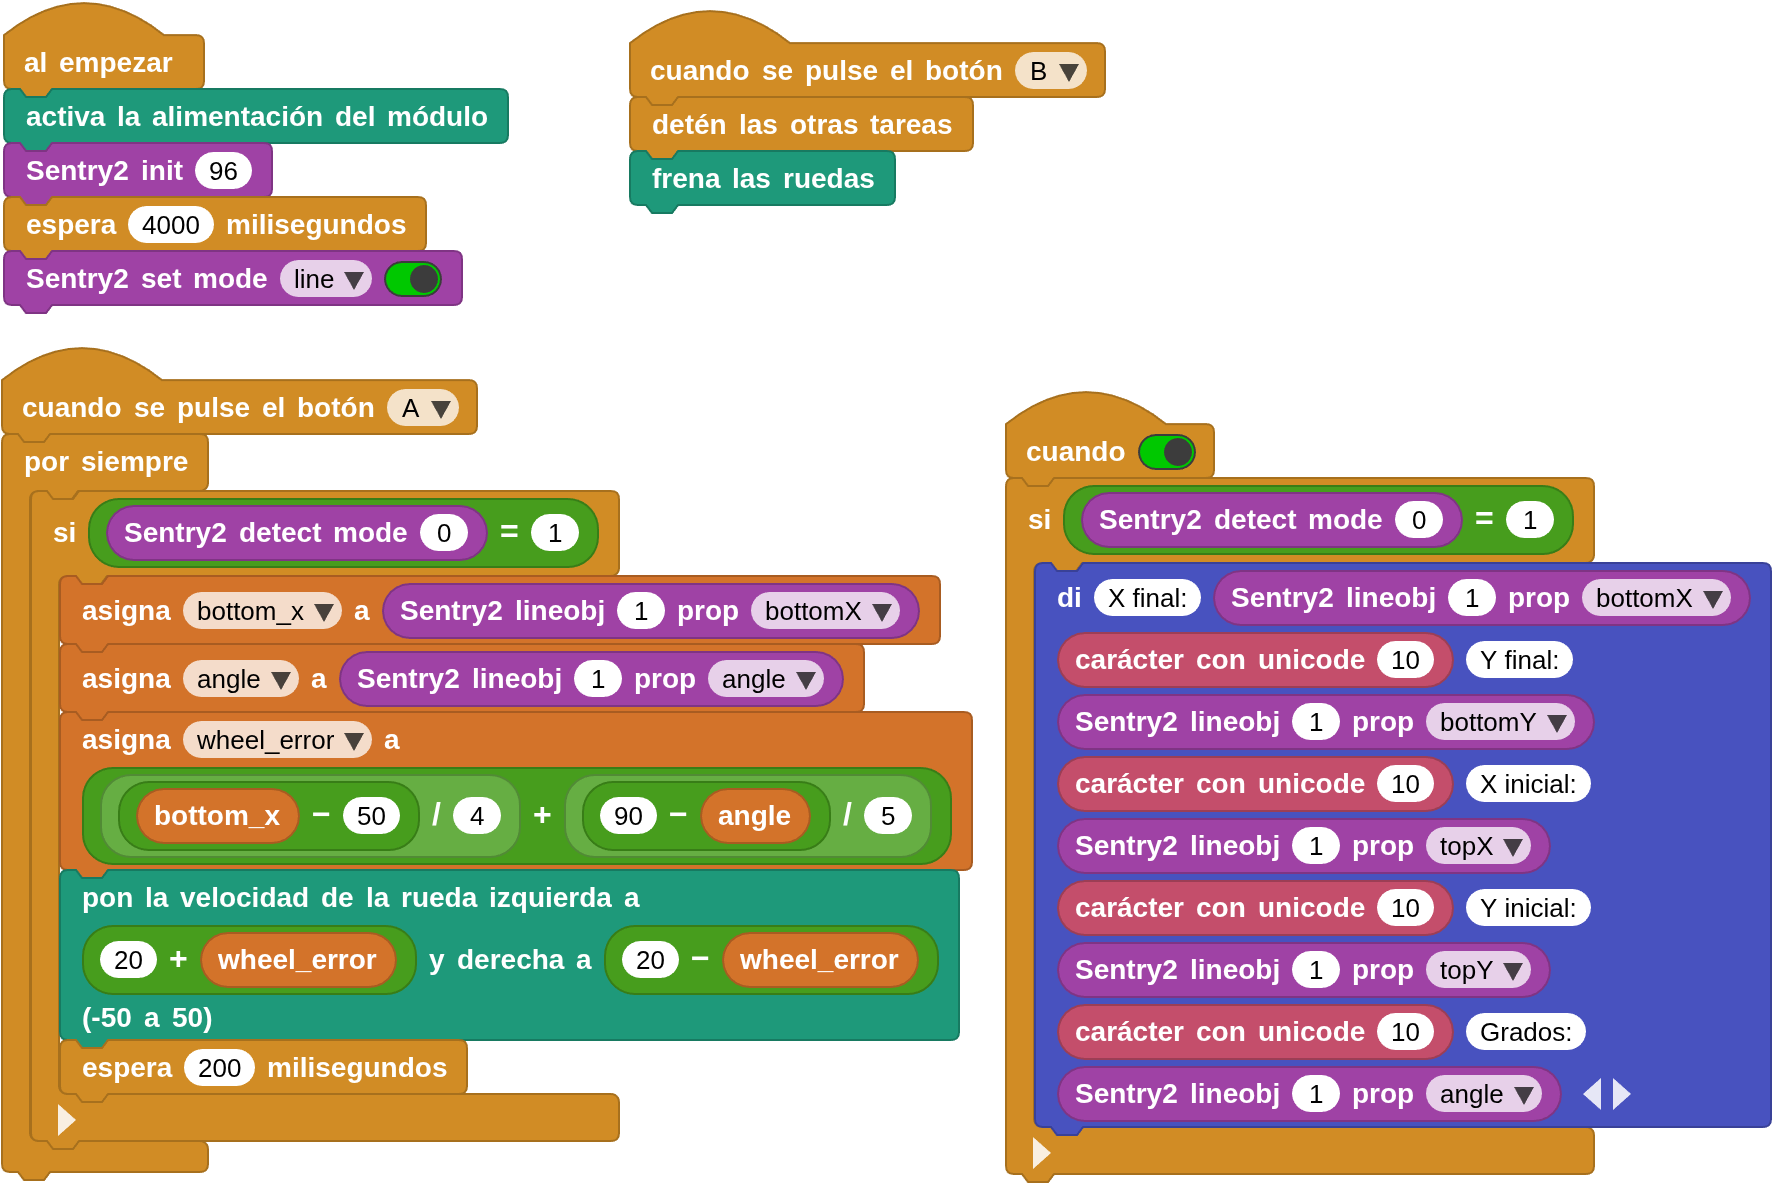 al empezar
activa la alimentación del módulo
Sentry2 init 96
espera 4000 milisegundos
Sentry2 set mode line
cuando se pulse el botón B
detén las otras tareas
frena las ruedas
cuando se pulse el botón A
por siempre
si Sentry2 detect mode 0 = 1
asigna bottom_x a Sentry2 lineobj 1 prop bottomX
asigna angle a Sentry2 lineobj 1 prop angle
asigna wheel_error a
bottom_x − 50 / 4 + 90 − angle / 5
pon la velocidad de la rueda izquierda a
20 + wheel_error y derecha a 20 − wheel_error
(-50 a 50)
espera 200 milisegundos
cuando
si Sentry2 detect mode 0 = 1
di X final: Sentry2 lineobj 1 prop bottomX
carácter con unicode 10 Y final:
Sentry2 lineobj 1 prop bottomY
carácter con unicode 10 X inicial:
Sentry2 lineobj 1 prop topX
carácter con unicode 10 Y inicial:
Sentry2 lineobj 1 prop topY
carácter con unicode 10 Grados:
Sentry2 lineobj 1 prop angle